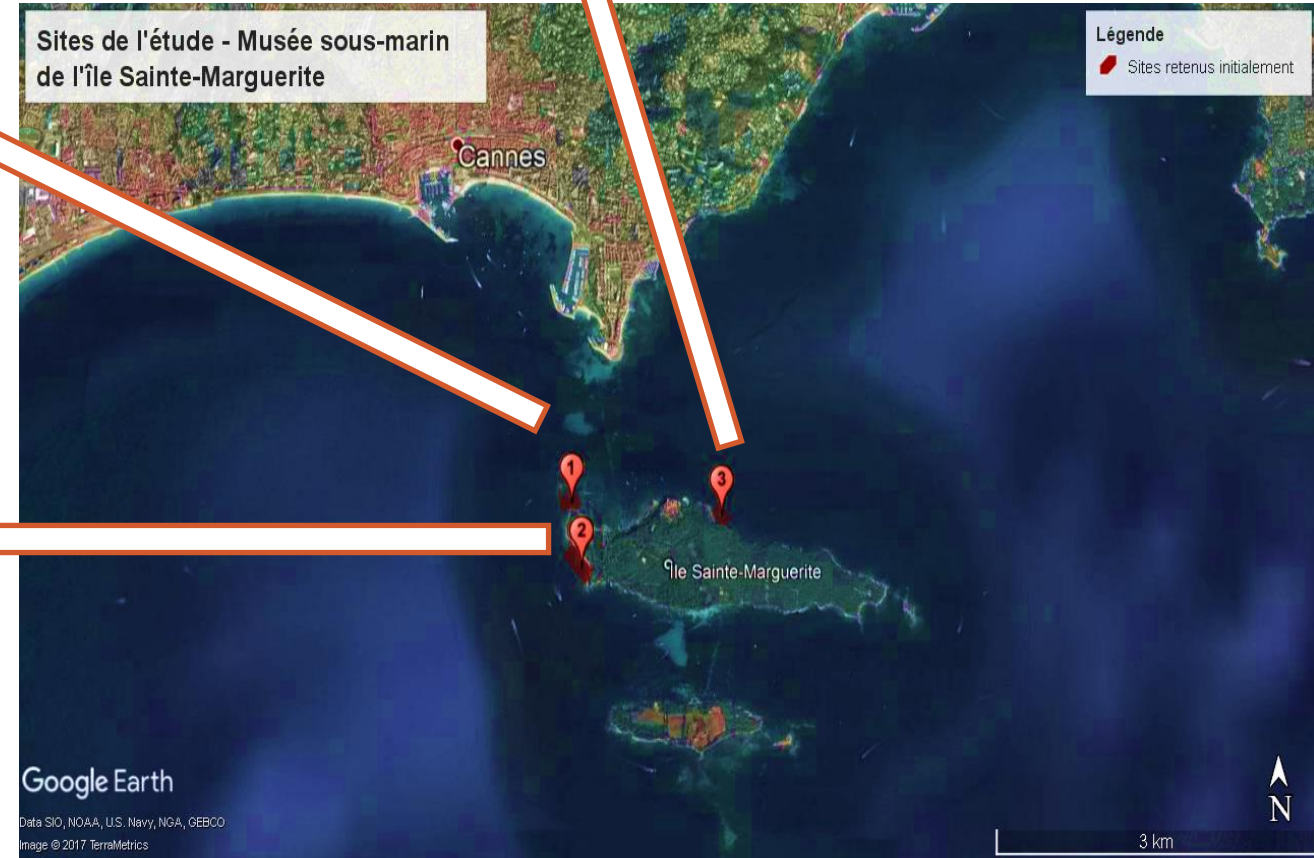 Sites de l'étude - Musée sous-marin
de l'île Sainte-Marguerite
Légende
Sites retenus initialement
Cannes
1
3
2
Île Sainte-Marguerite
Google Earth
Data SIO, NOAA, U.S. Navy, NGA, GEBCO
Image © 2017 TerraMetrics
N
3 km